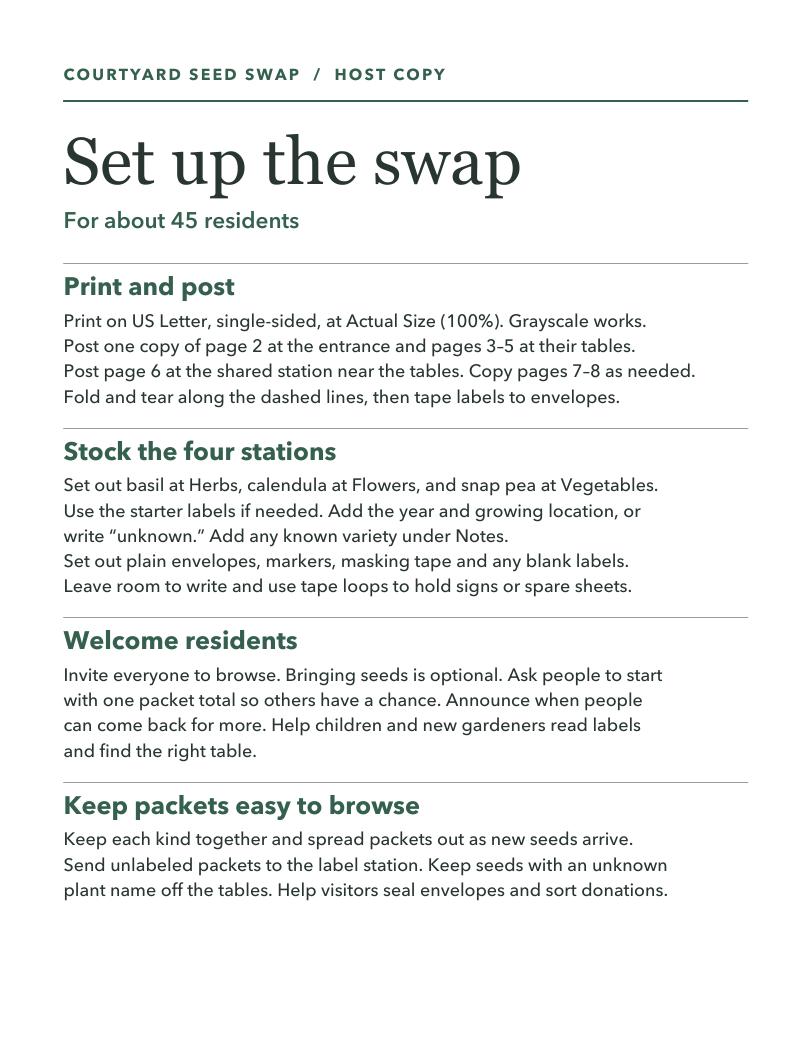 COURTYARD SEED SWAP / HOST COPY
Set up the swap
For about 45 residents
Print and post
Print on US Letter, single-sided, at Actual Size (100%). Grayscale works.
Post one copy of page 2 at the entrance and pages 3–5 at their tables.
Post page 6 at the shared station near the tables. Copy pages 7–8 as needed.
Fold and tear along the dashed lines, then tape labels to envelopes.
Stock the four stations
Set out basil at Herbs, calendula at Flowers, and snap pea at Vegetables.
Use the starter labels if needed. Add the year and growing location, or
write “unknown.” Add any known variety under Notes.
Set out plain envelopes, markers, masking tape and any blank labels.
Leave room to write and use tape loops to hold signs or spare sheets.
Welcome residents
Invite everyone to browse. Bringing seeds is optional. Ask people to start
with one packet total so others have a chance. Announce when people
can come back for more. Help children and new gardeners read labels
and find the right table.
Keep packets easy to browse
Keep each kind together and spread packets out as new seeds arrive.
Send unlabeled packets to the label station. Keep seeds with an unknown
plant name off the tables. Help visitors seal envelopes and sort donations.